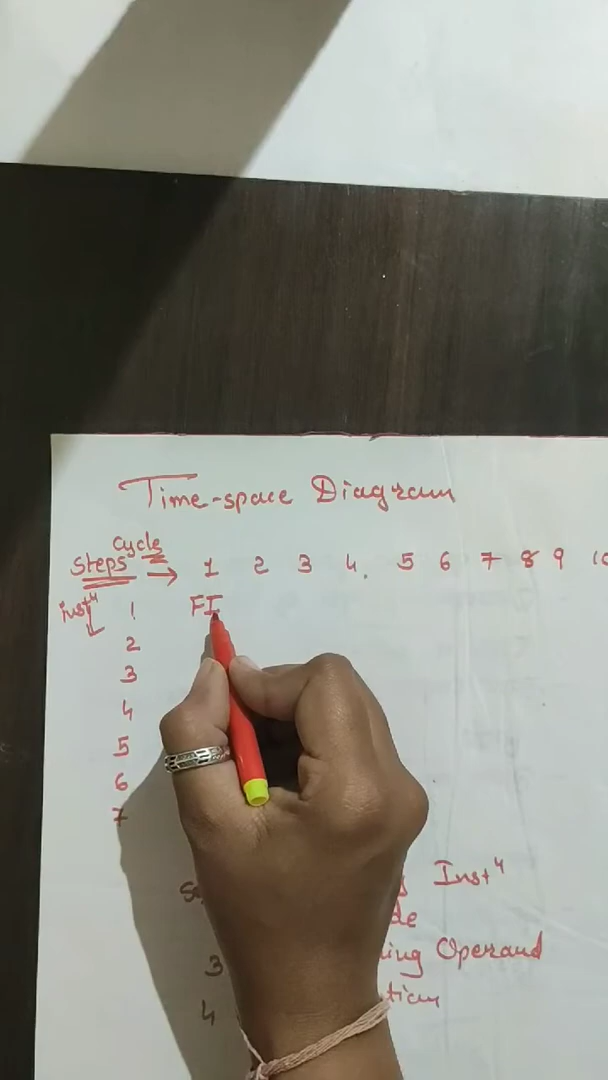 Time-space Diagram
Cycle
Steps → 1 2 3 4. 5 6 7 8 9 10
instⁿ 1 FI
2
3
4
5
6
7
Instⁿ
de
3 ing Operand
4 tion